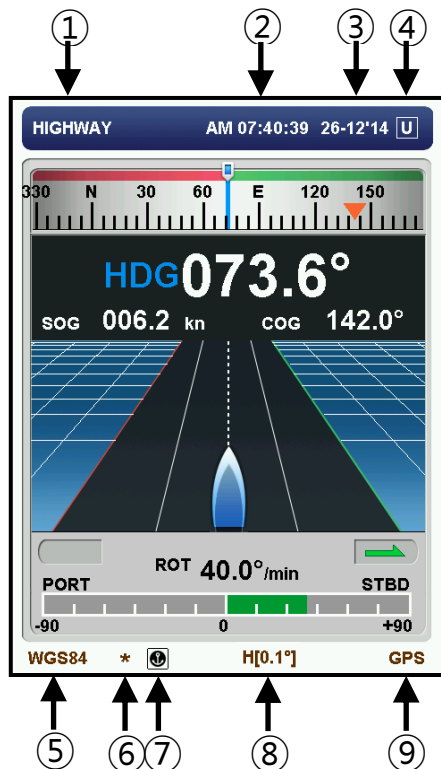 ① ② ③ ④
HIGHWAY AM 07:40:39 26-12'14 U
330 N 30 60 E 120 150
HDG 073.6°
SOG 006.2 kn COG 142.0°
ROT 40.0°/min
PORT STBD
-90 0 +90
WGS84 * H[0.1°] GPS
⑤ ⑥ ⑦ ⑧ ⑨